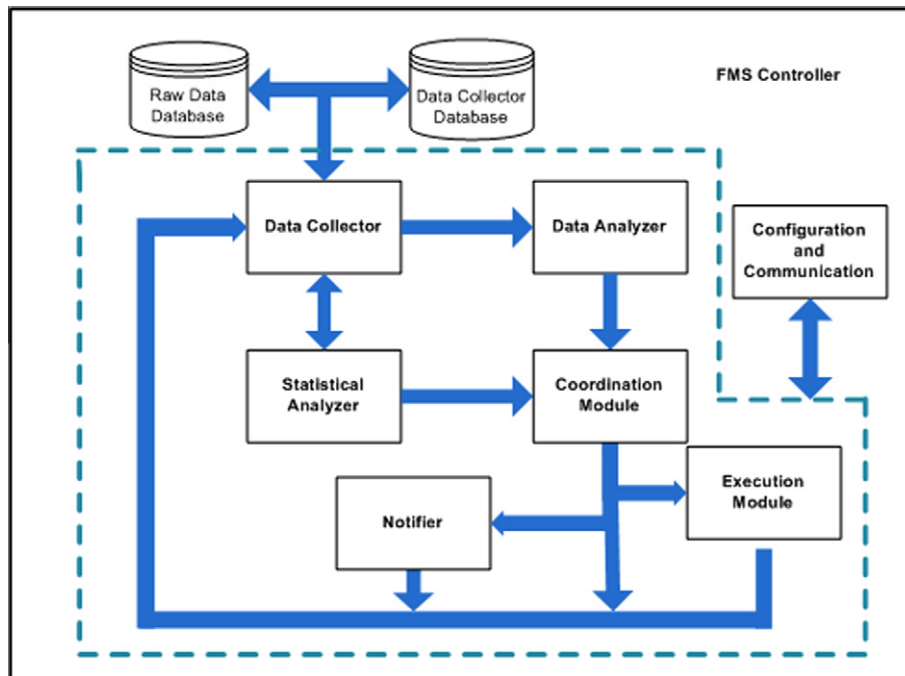 FMS Controller
Raw Data
Database
Data Collector
Database
Data Collector
Data Analyzer
Configuration
and
Communication
Statistical
Analyzer
Coordination
Module
Notifier
Execution
Module